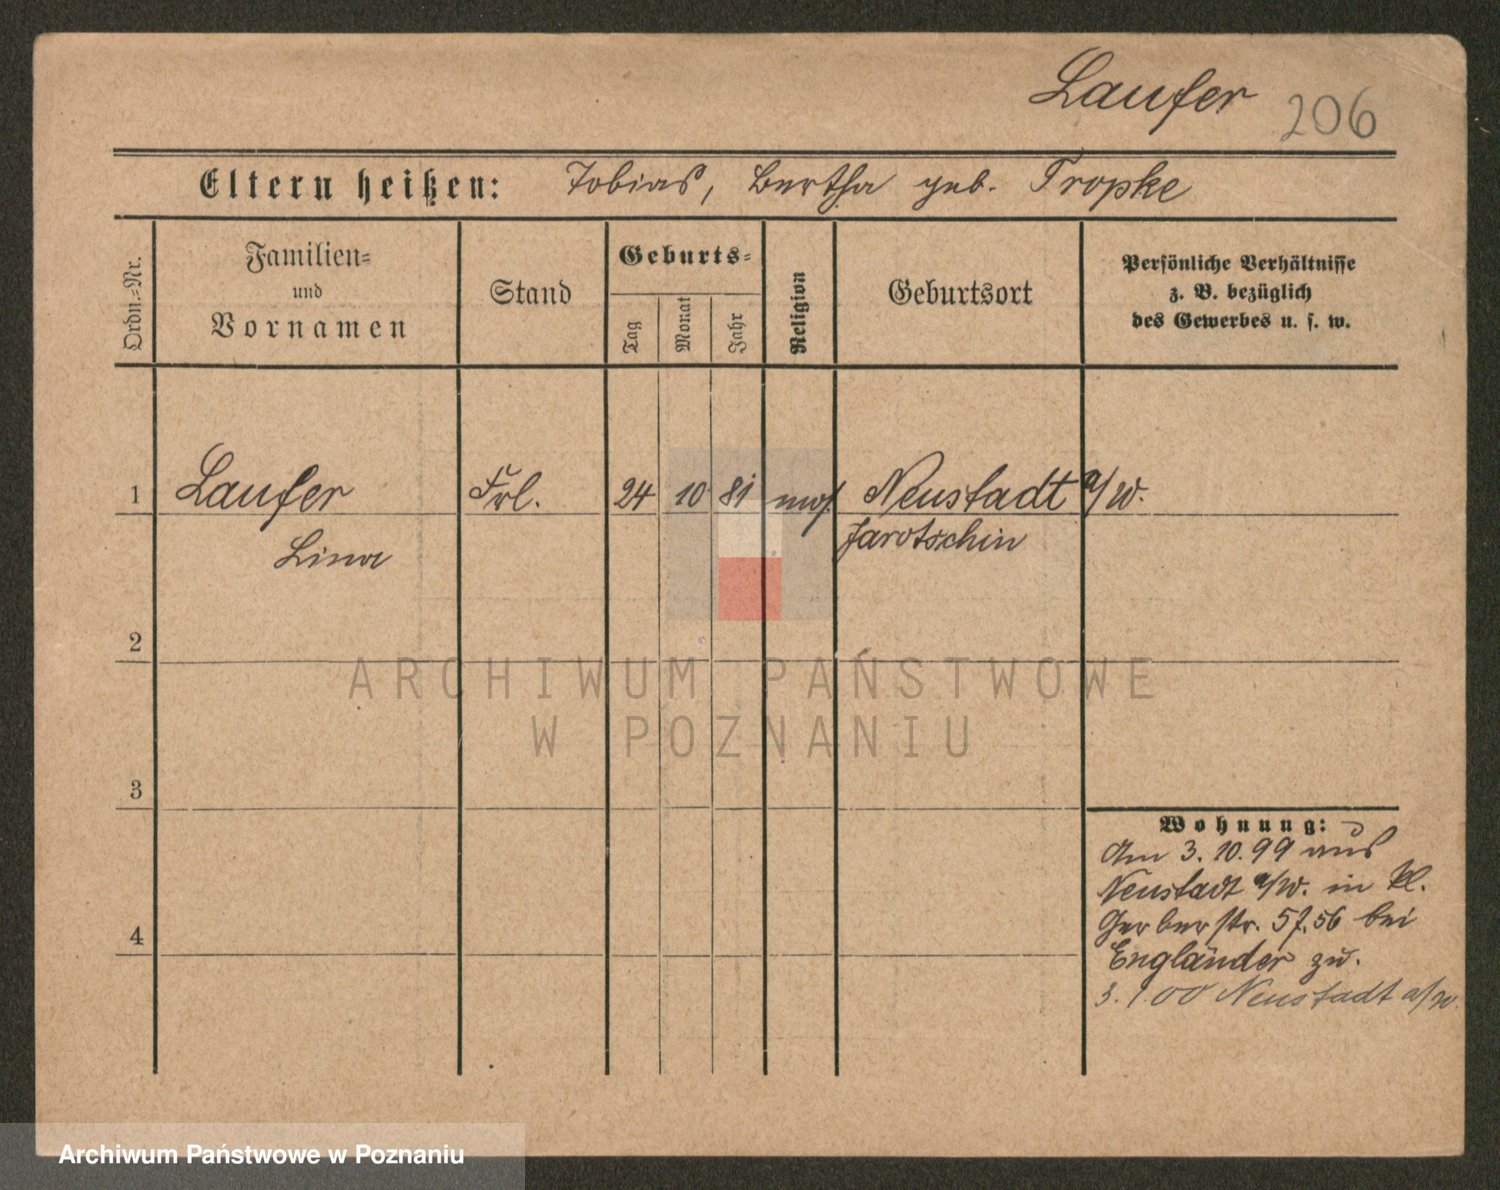 Laufer 206
Eltern heißen: Tobias, Bertha geb. Tropke
Ordn.-Nr.
Familien-
und
Vornamen
Stand
Geburts-
Tag
Monat
Jahr
Religion
Geburtsort
Persönliche Verhältnisse
z. B. bezüglich
des Gewerbes u. s. w.
1 Laufer Frl. 24 10 81 mos. Neustadt a/W.
Lina Jarotschin
2
ARCHIWUM PAŃSTWOWE
W POZNANIU
3
Wohnung:
Am 3. 10. 99 aus
Neustadt a/W. in kl.
Gerberstr. 57.56 bei
4
Engländer zu.
3. 1 00 Neustadt a/W.
Archiwum Państwowe w Poznaniu